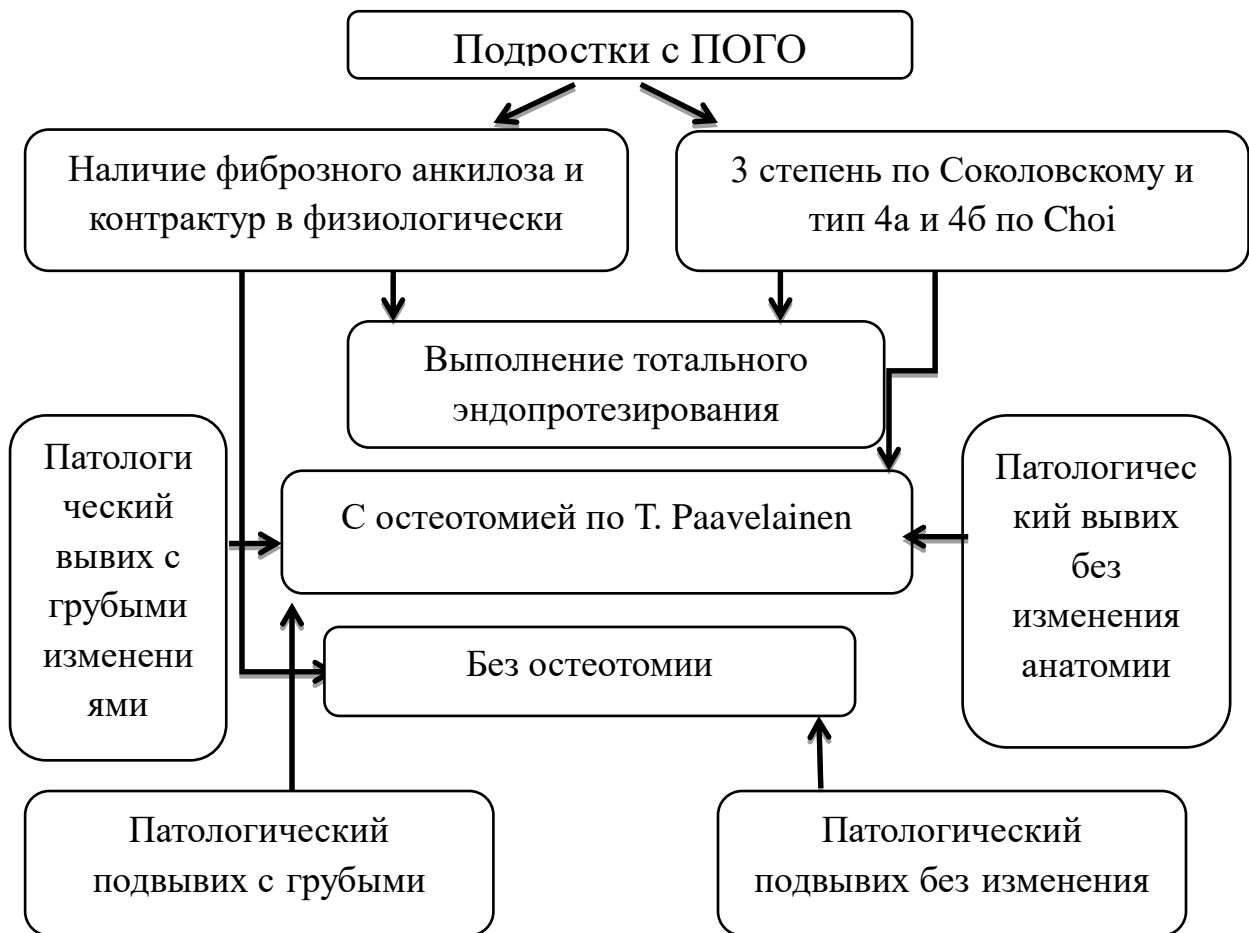 Подростки с ПОГО
Наличие фиброзного анкилоза и
контрактур в физиологически
3 степень по Соколовскому и
тип 4а и 4б по Choi
Выполнение тотального
эндопротезирования
Патологи
ческий
вывих с
грубыми
изменени
ями
С остеотомией по T. Paavelainen
Патологичес
кий вывих
без
изменения
анатомии
Без остеотомии
Патологический
подвывих с грубыми
Патологический
подвывих без изменения